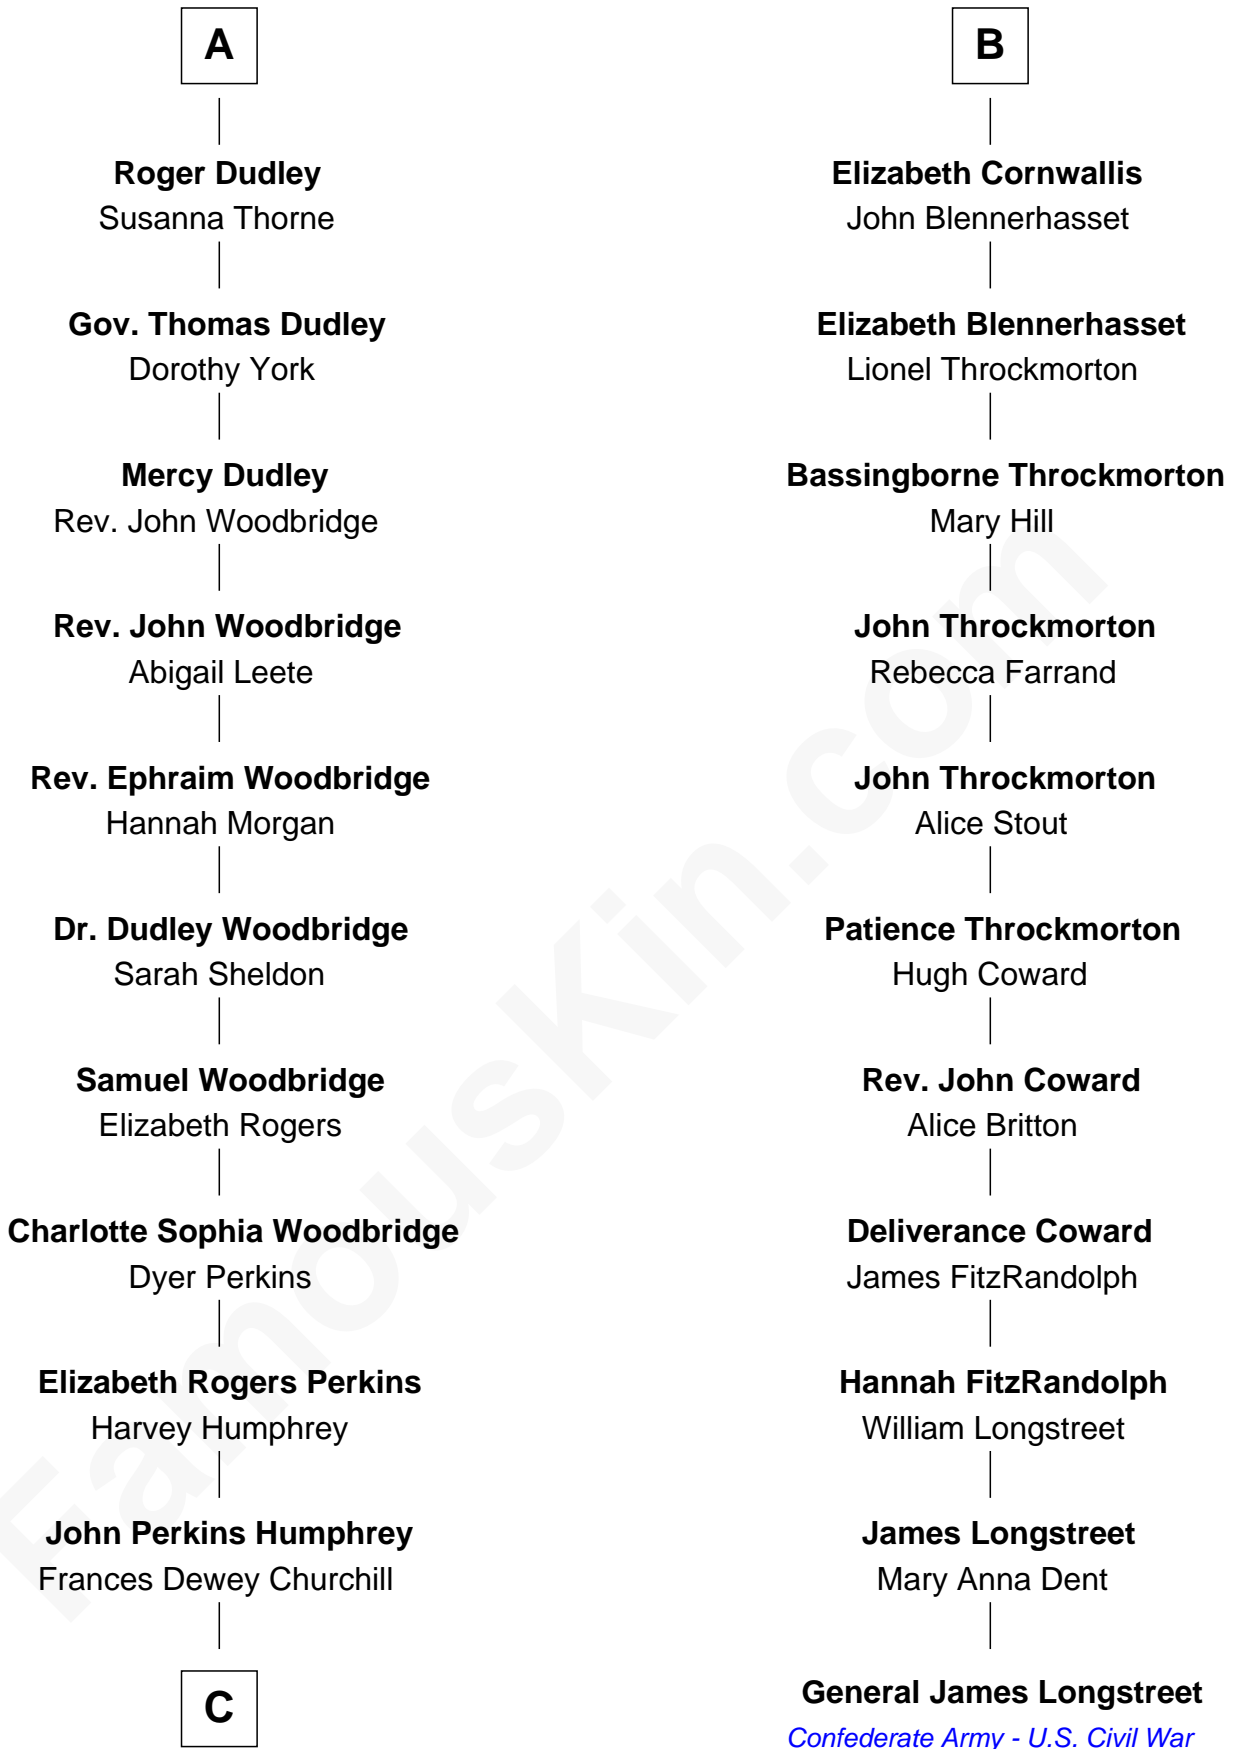 A
Roger Dudley
Susanna Thorne
Gov. Thomas Dudley
Dorothy York
Mercy Dudley
Rev. John Woodbridge
Rev. John Woodbridge
Abigail Leete
Rev. Ephraim Woodbridge
Hannah Morgan
Dr. Dudley Woodbridge
Sarah Sheldon
Samuel Woodbridge
Elizabeth Rogers
Charlotte Sophia Woodbridge
Dyer Perkins
Elizabeth Rogers Perkins
Harvey Humphrey
John Perkins Humphrey
Frances Dewey Churchill
C
B
Elizabeth Cornwallis
John Blennerhasset
Elizabeth Blennerhasset
Lionel Throckmorton
Bassingborne Throckmorton
Mary Hill
John Throckmorton
Rebecca Farrand
John Throckmorton
Alice Stout
Patience Throckmorton
Hugh Coward
Rev. John Coward
Alice Britton
Deliverance Coward
James FitzRandolph
Hannah FitzRandolph
William Longstreet
James Longstreet
Mary Anna Dent
General James Longstreet
Confederate Army - U.S. Civil War
FamousKin.com